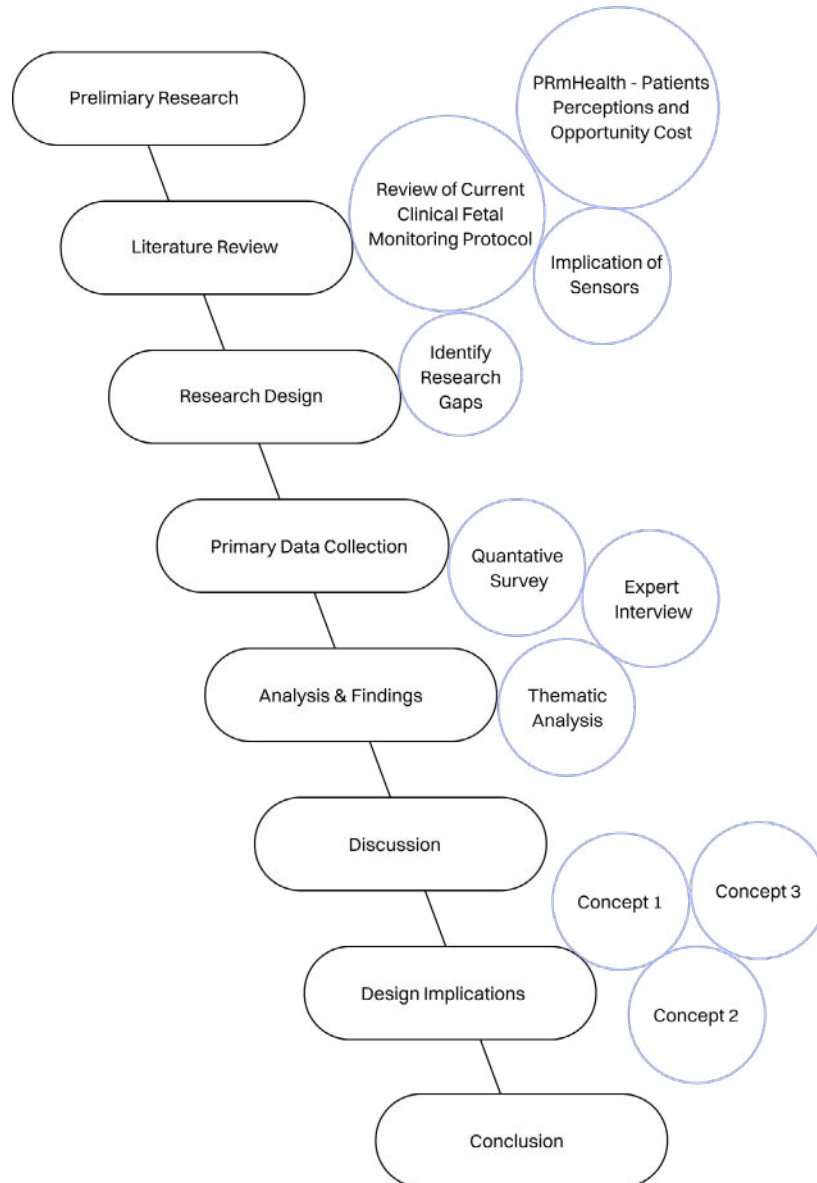 Prelimiary Research
PRmHealth - Patients
Perceptions and
Opportunity Cost
Review of Current
Clinical Fetal
Monitoring Protocol
Literature Review
Implication of
Sensors
Identify
Research
Gaps
Research Design
Primary Data Collection
Quantative
Survey
Expert
Interview
Analysis & Findings
Thematic
Analysis
Discussion
Concept 1
Concept 3
Design Implications
Concept 2
Conclusion